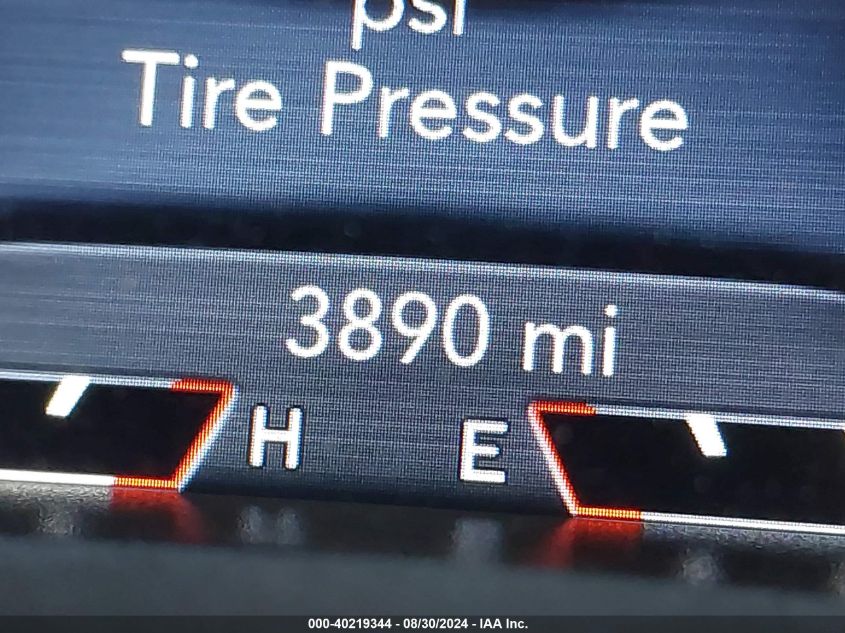 psi
Tire Pressure
3890 mi
H E
000-40219344 - 08/30/2024 - IAA Inc.